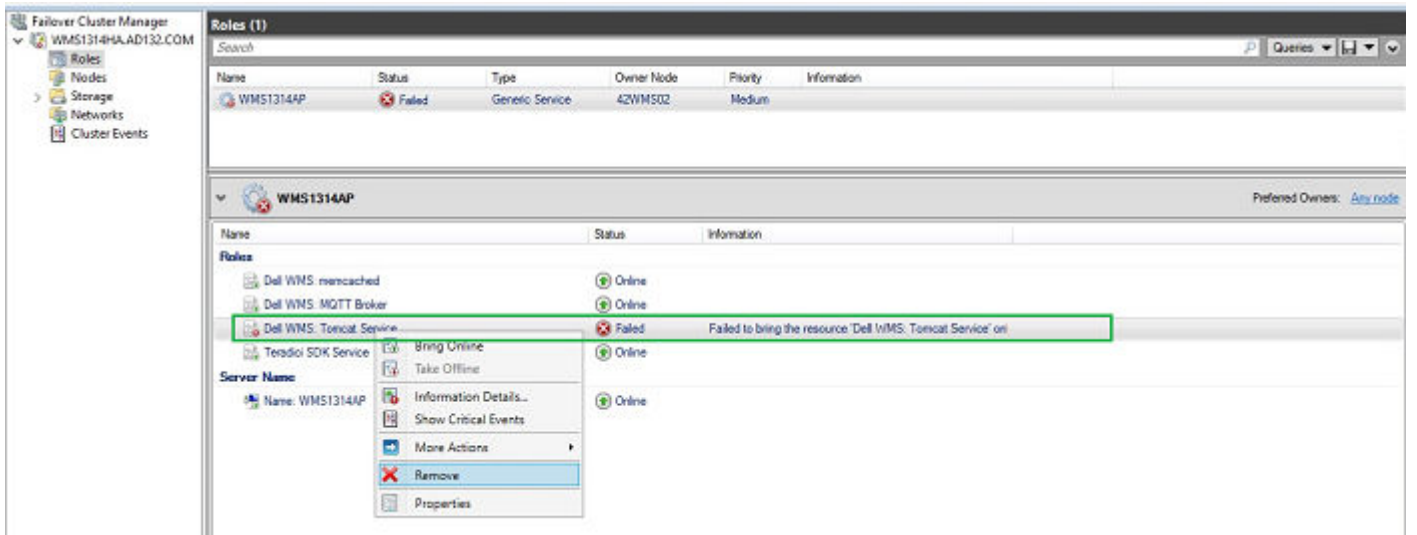 Failover Cluster Manager
WMS1314HA.AD132.COM
Roles
Nodes
Storage
Networks
Cluster Events
Roles (1)
Search
Queries
Name Status Type Owner Node Priority Information
WMS1314AP Failed Generic Service 42WMS02 Medium
WMS1314AP Preferred Owners: Any node
Name Status Information
Roles
Dell WMS: memcached Online
Dell WMS: MQTT Broker Online
Dell WMS: Tomcat Service Failed Failed to bring the resource 'Dell WMS: Tomcat Service' on
Teradici SDK Service Online
Server Name
Name: WMS1314AP Online
Bring Online
Take Offline
Information Details...
Show Critical Events
More Actions
Remove
Properties